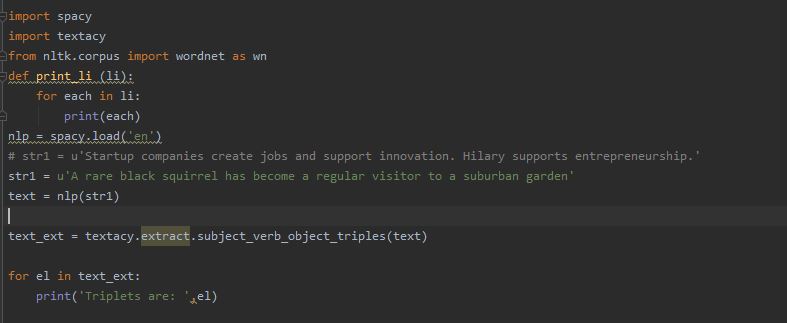 import spacy
import textacy
from nltk.corpus import wordnet as wn
def print_li (li):
    for each in li:
        print(each)
nlp = spacy.load('en')
# str1 = u'Startup companies create jobs and support innovation. Hilary supports entrepreneurship.'
str1 = u'A rare black squirrel has become a regular visitor to a suburban garden'
text = nlp(str1)
text_ext = textacy.extract.subject_verb_object_triples(text)
for el in text_ext:
    print('Triplets are: ',el)